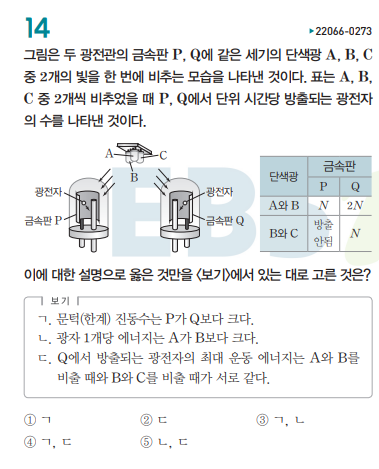 14
▸22066-0273
그림은 두 광전관의 금속판 P, Q에 같은 세기의 단색광 A, B, C
중 2개의 빛을 한 번에 비추는 모습을 나타낸 것이다. 표는 A, B,
C 중 2개씩 비추었을 때 P, Q에서 단위 시간당 방출되는 광전자
의 수를 나타낸 것이다.
A C
B
광전자 광전자
금속판 P 금속판 Q
단색광 금속판
P Q
A와 B N 2N
B와 C 방출 안됨 N
EBS
이에 대한 설명으로 옳은 것만을 〈보기〉에서 있는 대로 고른 것은?
보기
ㄱ. 문턱(한계) 진동수는 P가 Q보다 크다.
ㄴ. 광자 1개당 에너지는 A가 B보다 크다.
ㄷ. Q에서 방출되는 광전자의 최대 운동 에너지는 A와 B를
비출 때와 B와 C를 비출 때가 서로 같다.
① ㄱ ② ㄷ ③ ㄱ, ㄴ
④ ㄱ, ㄷ ⑤ ㄴ, ㄷ